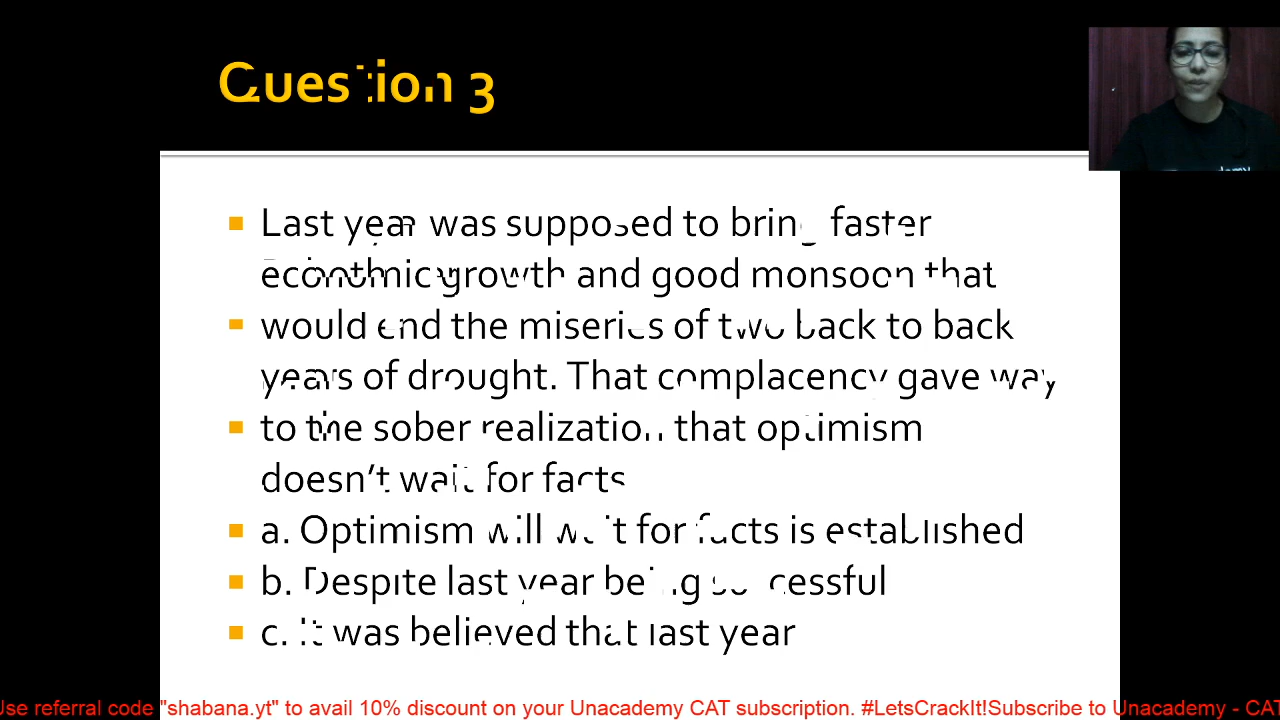 Question 3
Last year was supposed to bring faster
economic growth and good monsoon that
would end the miseries of two back to back
years of drought. That complacency gave way
to the sober realization that optimism
doesn't wait for facts
a. Optimism will wait for facts is established
b. Despite last year being successful
c. It was believed that last year
Use referral code "shabana.yt" to avail 10% discount on your Unacademy CAT subscription. #LetsCrackIt!Subscribe to Unacademy - CAT